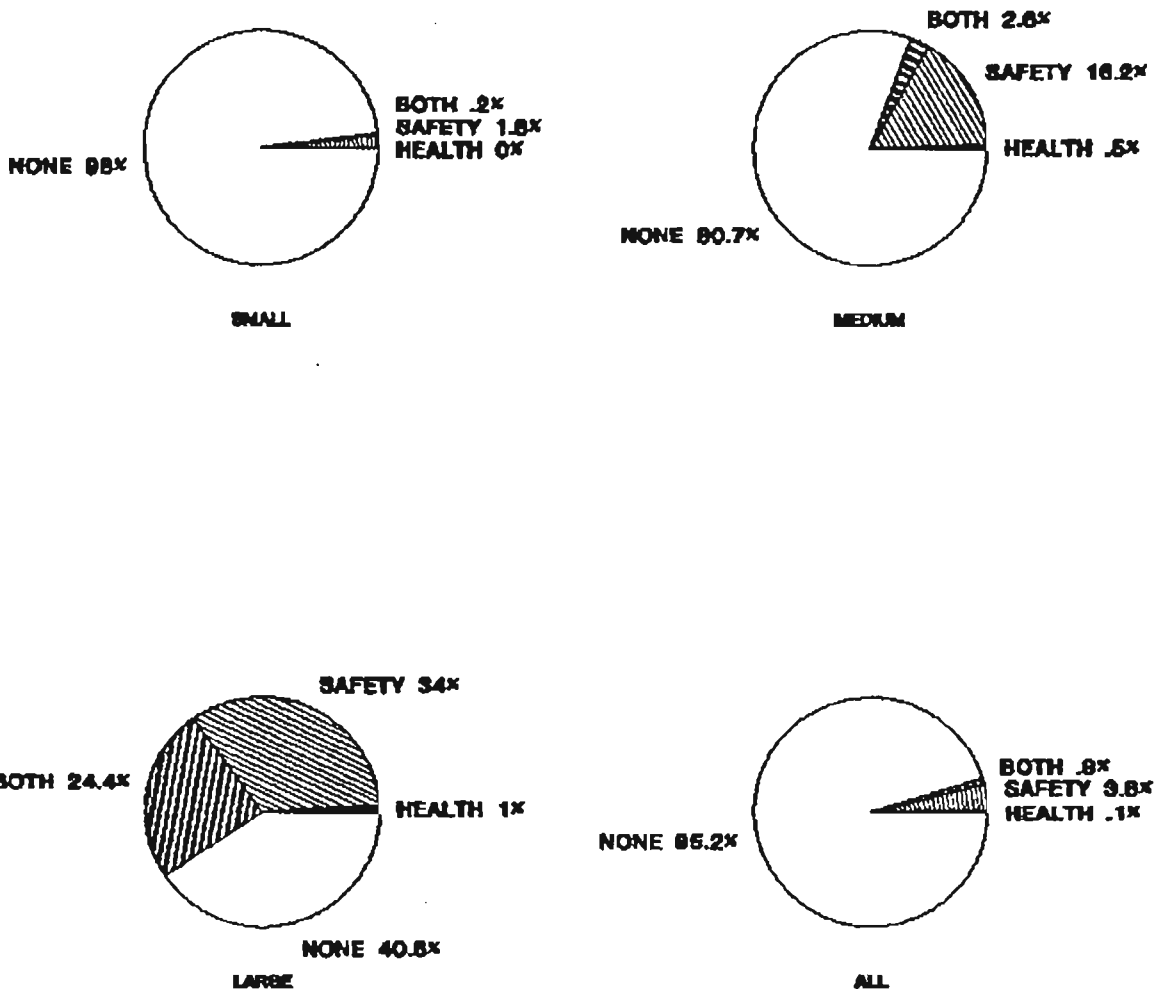 BOTH .2%
SAFETY 1.8%
HEALTH 0%
NONE 98%
SMALL
BOTH 2.6%
SAFETY 16.2%
HEALTH .5%
NONE 80.7%
MEDIUM
SAFETY 34%
BOTH 24.4%
HEALTH 1%
NONE 40.6%
LARGE
BOTH .9%
SAFETY 3.8%
HEALTH .1%
NONE 95.2%
ALL